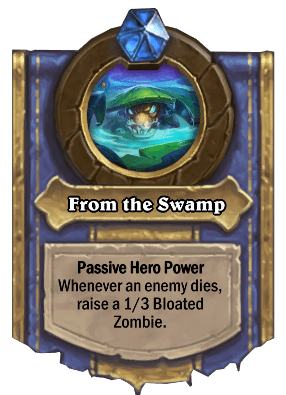 From the Swamp
Passive Hero Power
Whenever an enemy dies,
raise a 1/3 Bloated
Zombie.